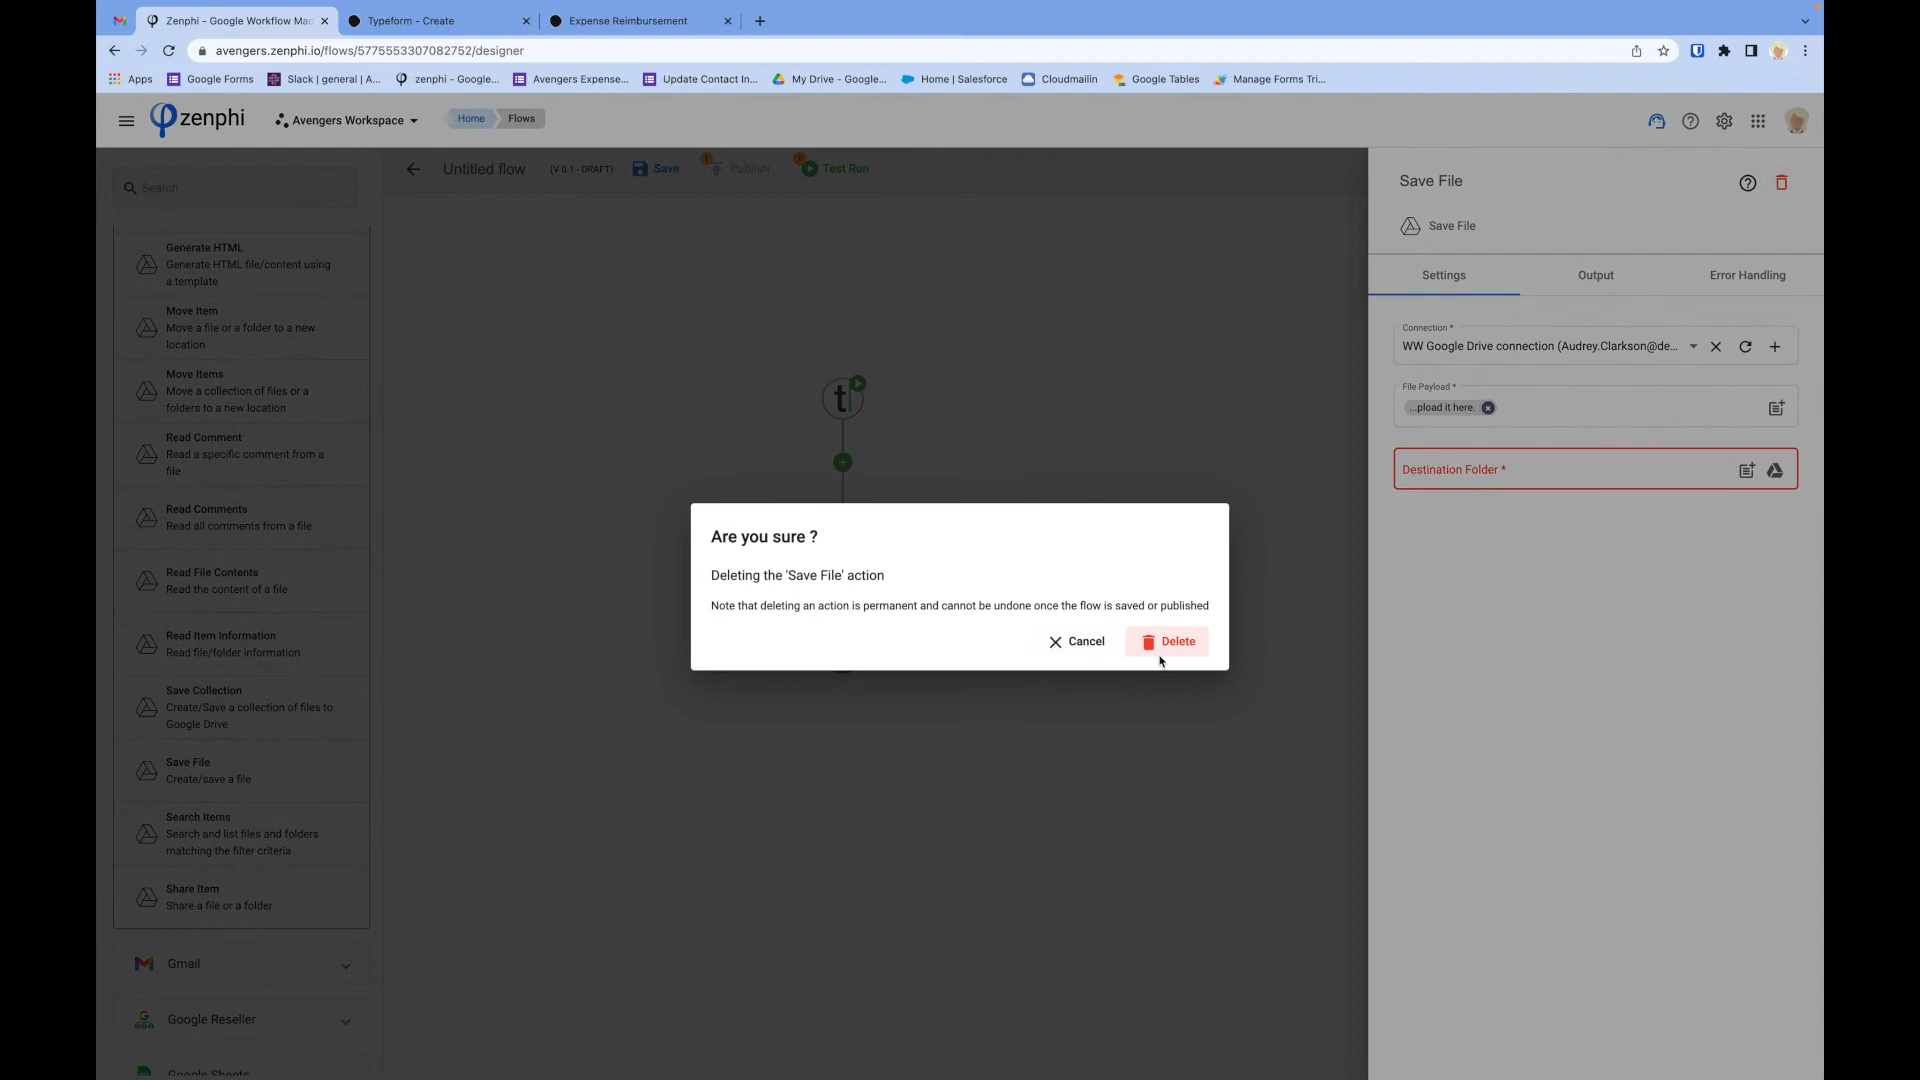 Zenphi - Google Workflow Mac
Typeform - Create
Expense Reimbursement
avengers.zenphi.io/flows/5775553307082752/designer
Apps
Google Forms
Slack | general | A...
zenphi - Google...
Avengers Expense...
Update Contact In...
My Drive - Google...
Home | Salesforce
Cloudmailin
Google Tables
Manage Forms Tri...
zenphi
Avengers Workspace
Home
Flows
Search
Generate HTML
Generate HTML file/content using
a template
Move Item
Move a file or a folder to a new
location
Move Items
Move a collection of files or a
folders to a new location
Read Comment
Read a specific comment from a
file
Read Comments
Read all comments from a file
Read File Contents
Read the content of a file
Read Item Information
Read file/folder information
Save Collection
Create/Save a collection of files to
Google Drive
Save File
Create/save a file
Search Items
Search and list files and folders
matching the filter criteria
Share Item
Share a file or a folder
Gmail
Google Reseller
Google Sheets
Untitled flow
(V 0.1 - DRAFT)
Save
1
Publish
1
Test Run
t
Are you sure ?
Deleting the 'Save File' action
Note that deleting an action is permanent and cannot be undone once the flow is saved or published
Cancel
Delete
Save File
Save File
Settings
Output
Error Handling
Connection *
WW Google Drive connection (Audrey.Clarkson@de...
File Payload *
...pload it here.
Destination Folder *